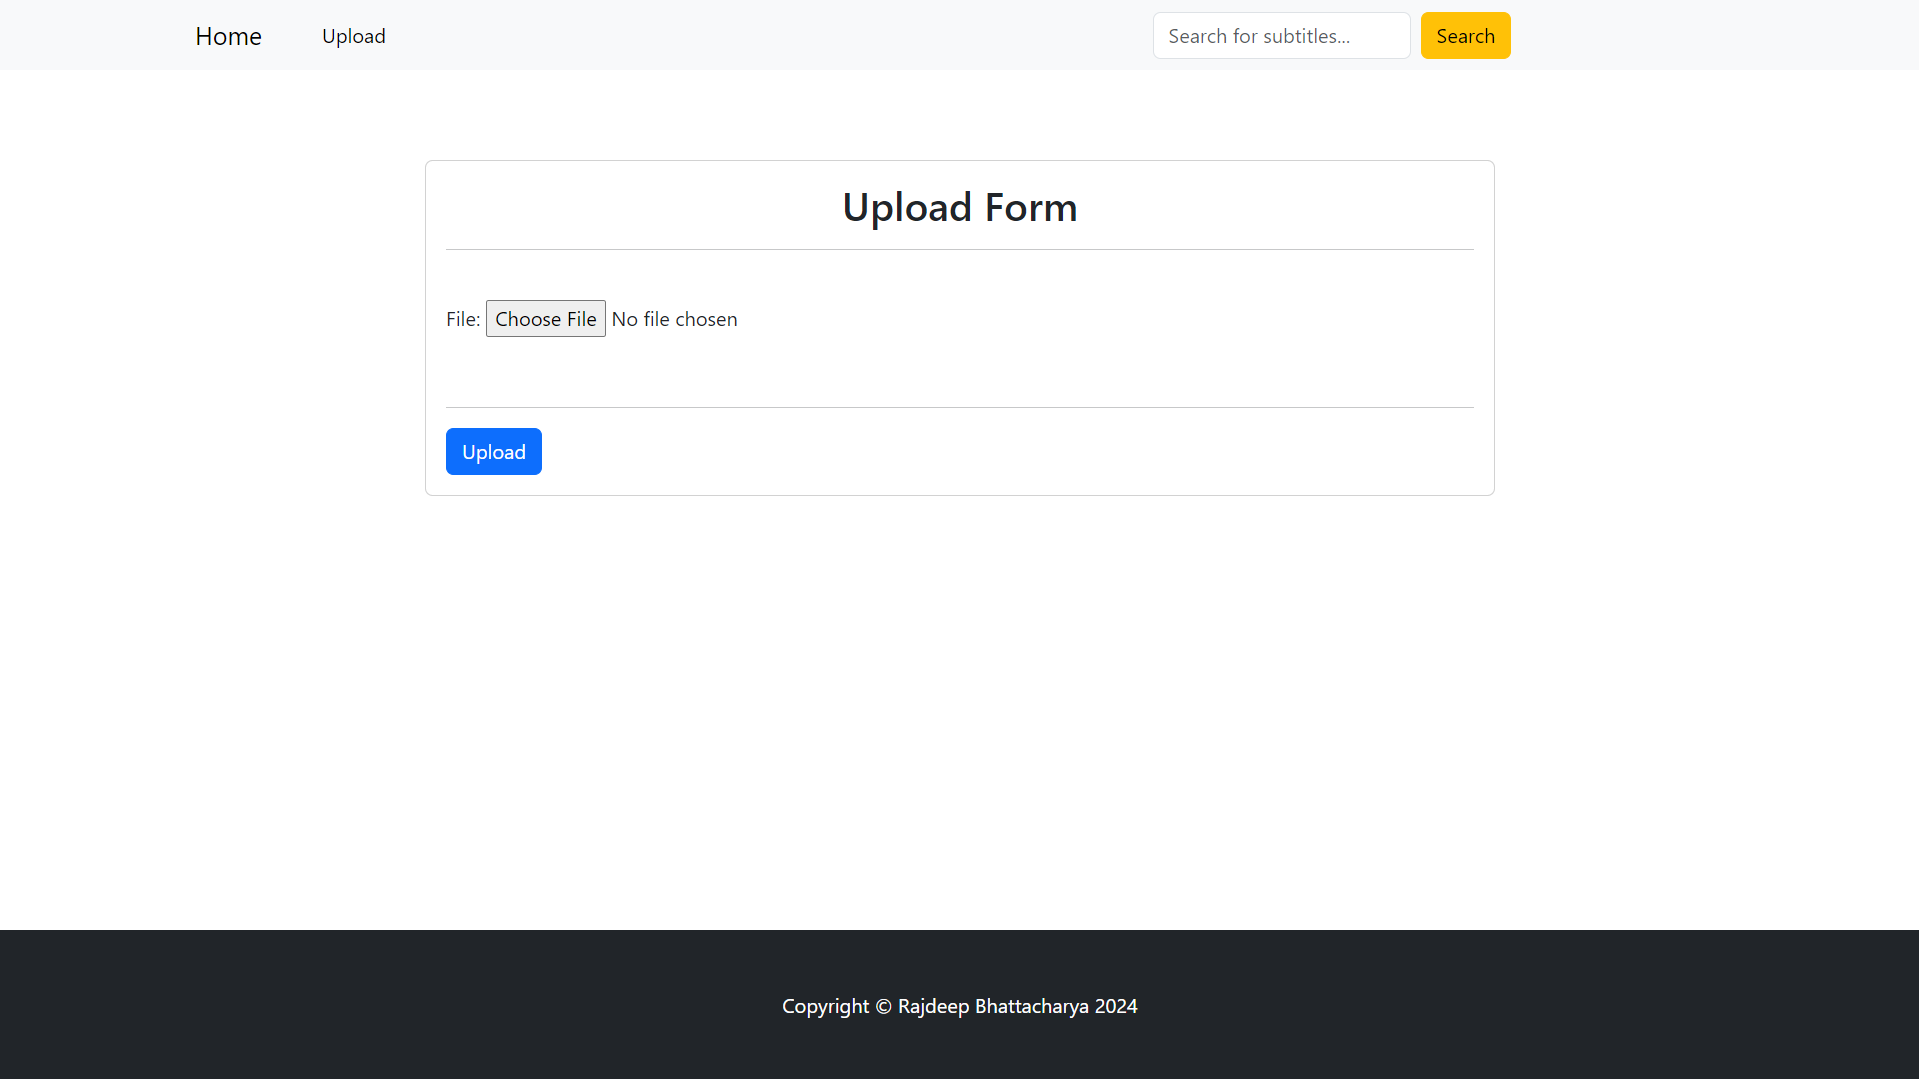 Home Upload Search for subtitles... Search
Upload Form
File: Choose File No file chosen
Upload
Copyright © Rajdeep Bhattacharya 2024